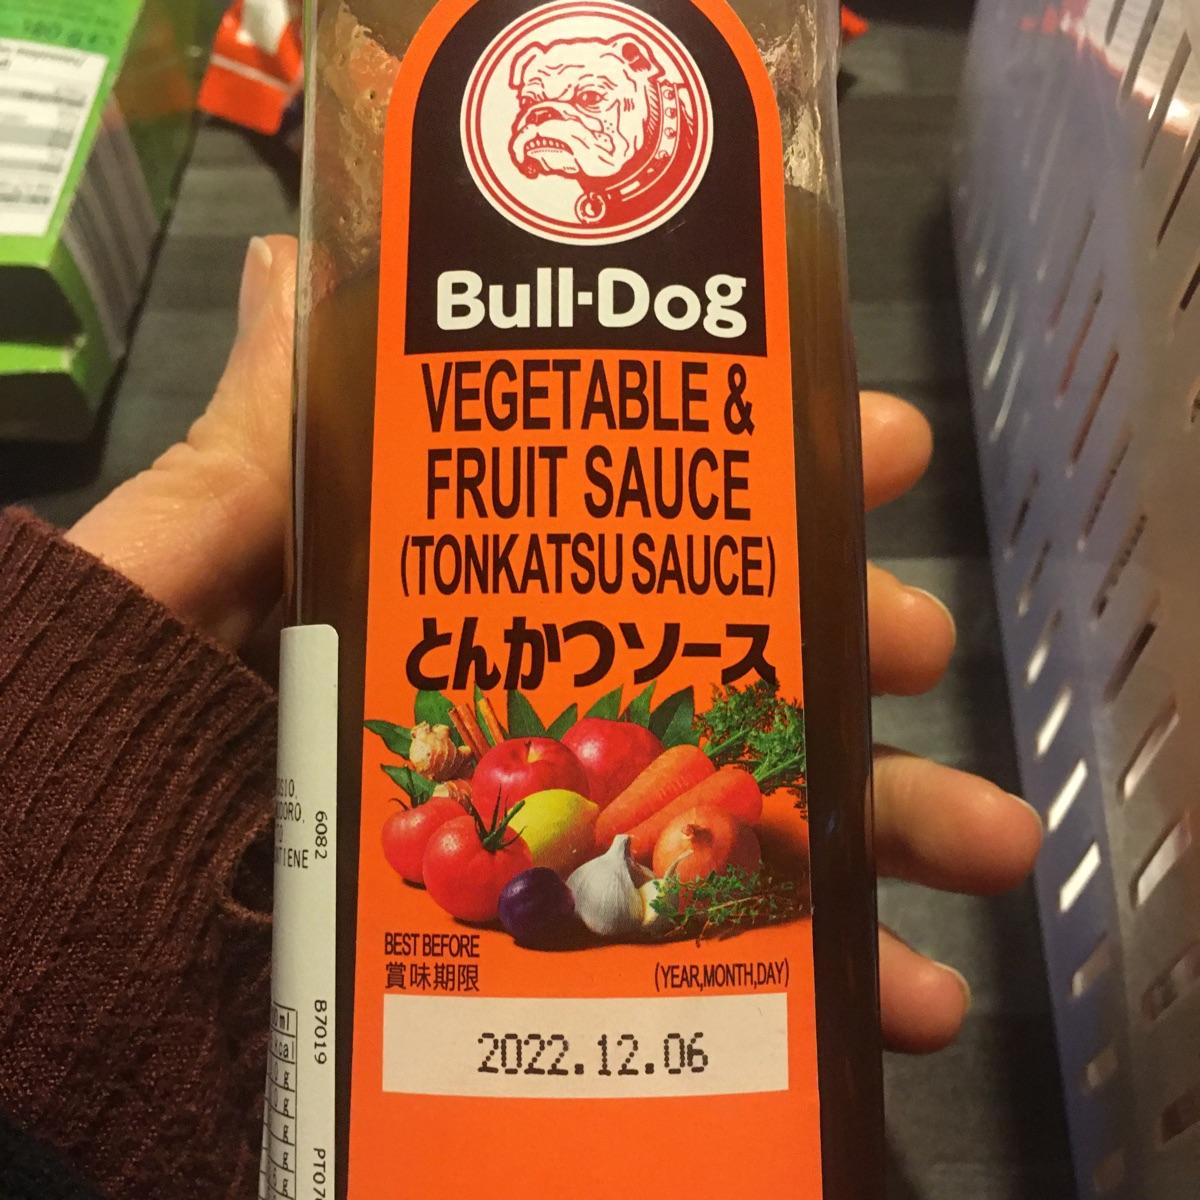 Bull-Dog
VEGETABLE &
FRUIT SAUCE
(TONKATSU SAUCE)
とんかつソース
BEST BEFORE
賞味期限
(YEAR,MONTH,DAY)
2022.12.06
6082
B7019
kcal
g
g
g
g